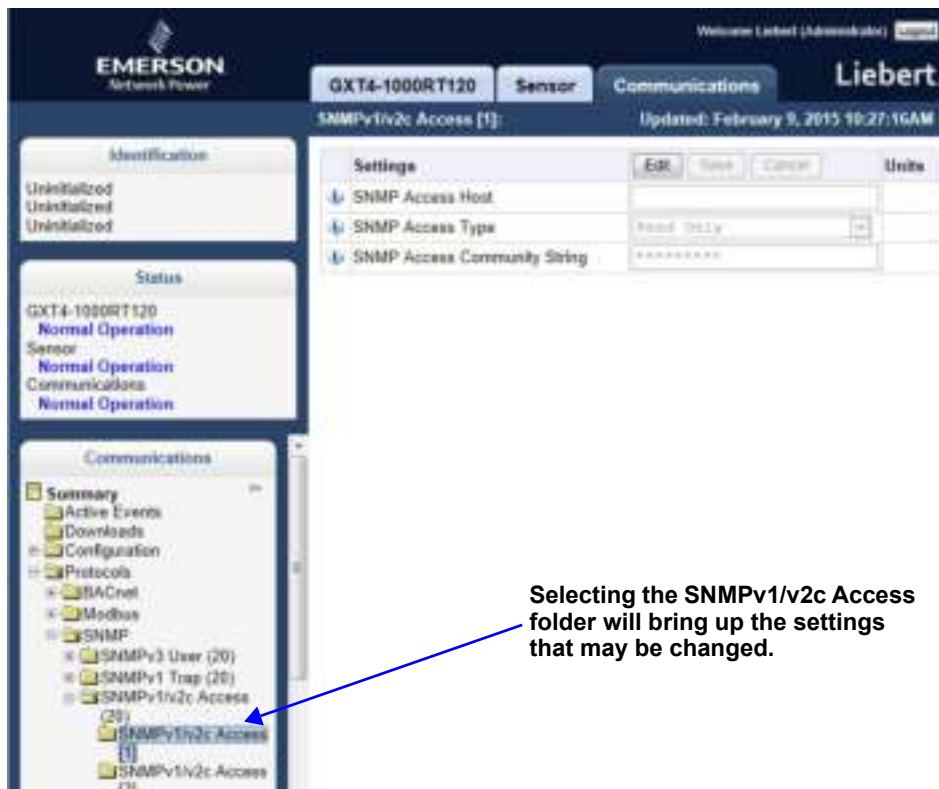 Welcome Liebert (Administrator) Logout
EMERSON
Network Power
GXT4-1000RT120
Sensor
Communications
Liebert
SNMPv1/v2c Access [1]:
Updated: February 9, 2015 10:27:16AM
Identification
Uninitialized
Uninitialized
Uninitialized
Settings
Edit
Save
Cancel
Units
SNMP Access Host
SNMP Access Type
Read Only
SNMP Access Community String
*********
Status
GXT4-1000RT120
Normal Operation
Sensor
Normal Operation
Communications
Normal Operation
Communications
Summary
Active Events
Downloads
Configuration
Protocols
BACnet
Modbus
SNMP
SNMPv3 User (20)
SNMPv1 Trap (20)
SNMPv1/v2c Access
(20)
SNMPv1/v2c Access
[1]
SNMPv1/v2c Access
Selecting the SNMPv1/v2c Access
folder will bring up the settings
that may be changed.